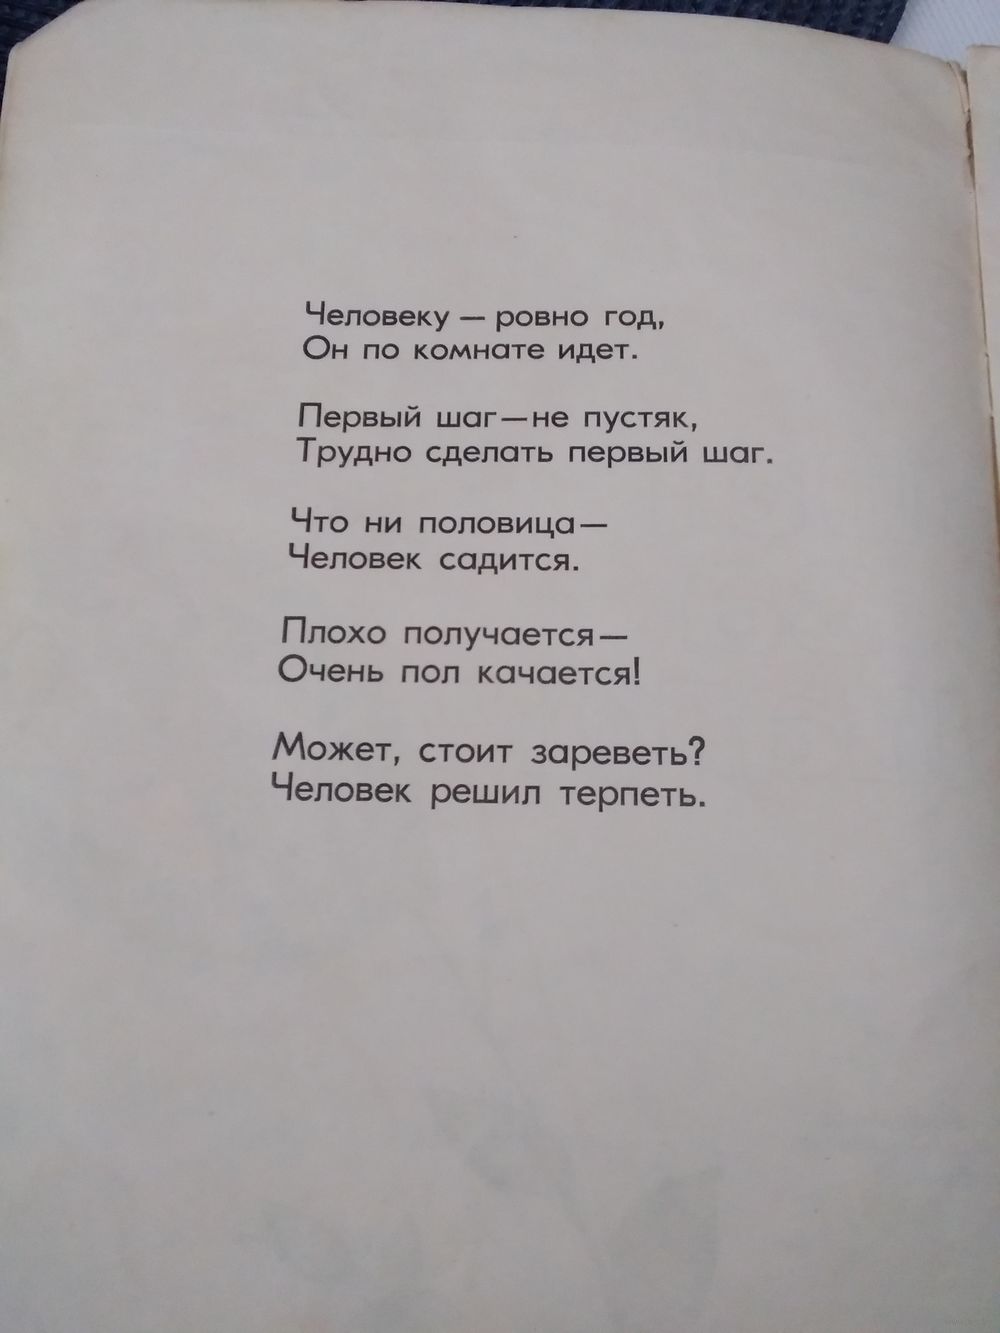 Человеку — ровно год,
Он по комнате идет.
Первый шаг—не пустяк,
Трудно сделать первый шаг.
Что ни половица—
Человек садится.
Плохо получается—
Очень пол качается!
Может, стоит зареветь?
Человек решил терпеть.